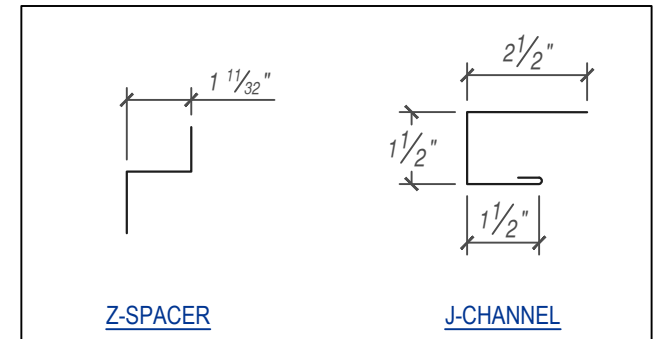 1 11/32"
2 1/2"
1 1/2"
1 1/2"
Z-SPACER
J-CHANNEL